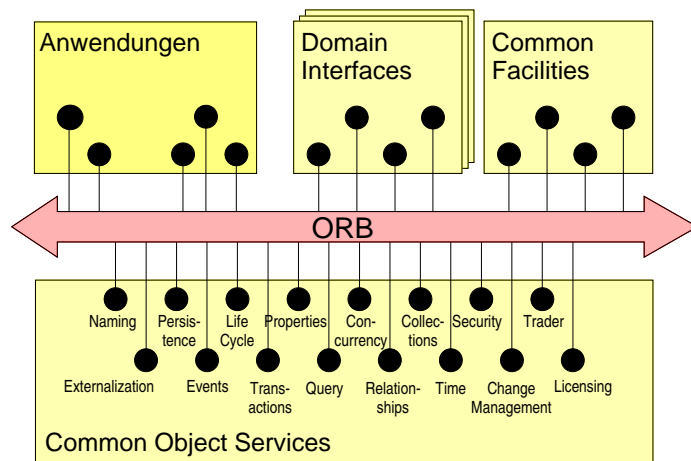 Anwendungen
Domain
Interfaces
Common
Facilities
ORB
Naming
Persis-
tence
Life
Cycle
Properties
Con-
currency
Collec-
tions
Security
Trader
Externalization
Events
Trans-
actions
Query
Relation-
ships
Time
Change
Management
Licensing
Common Object Services